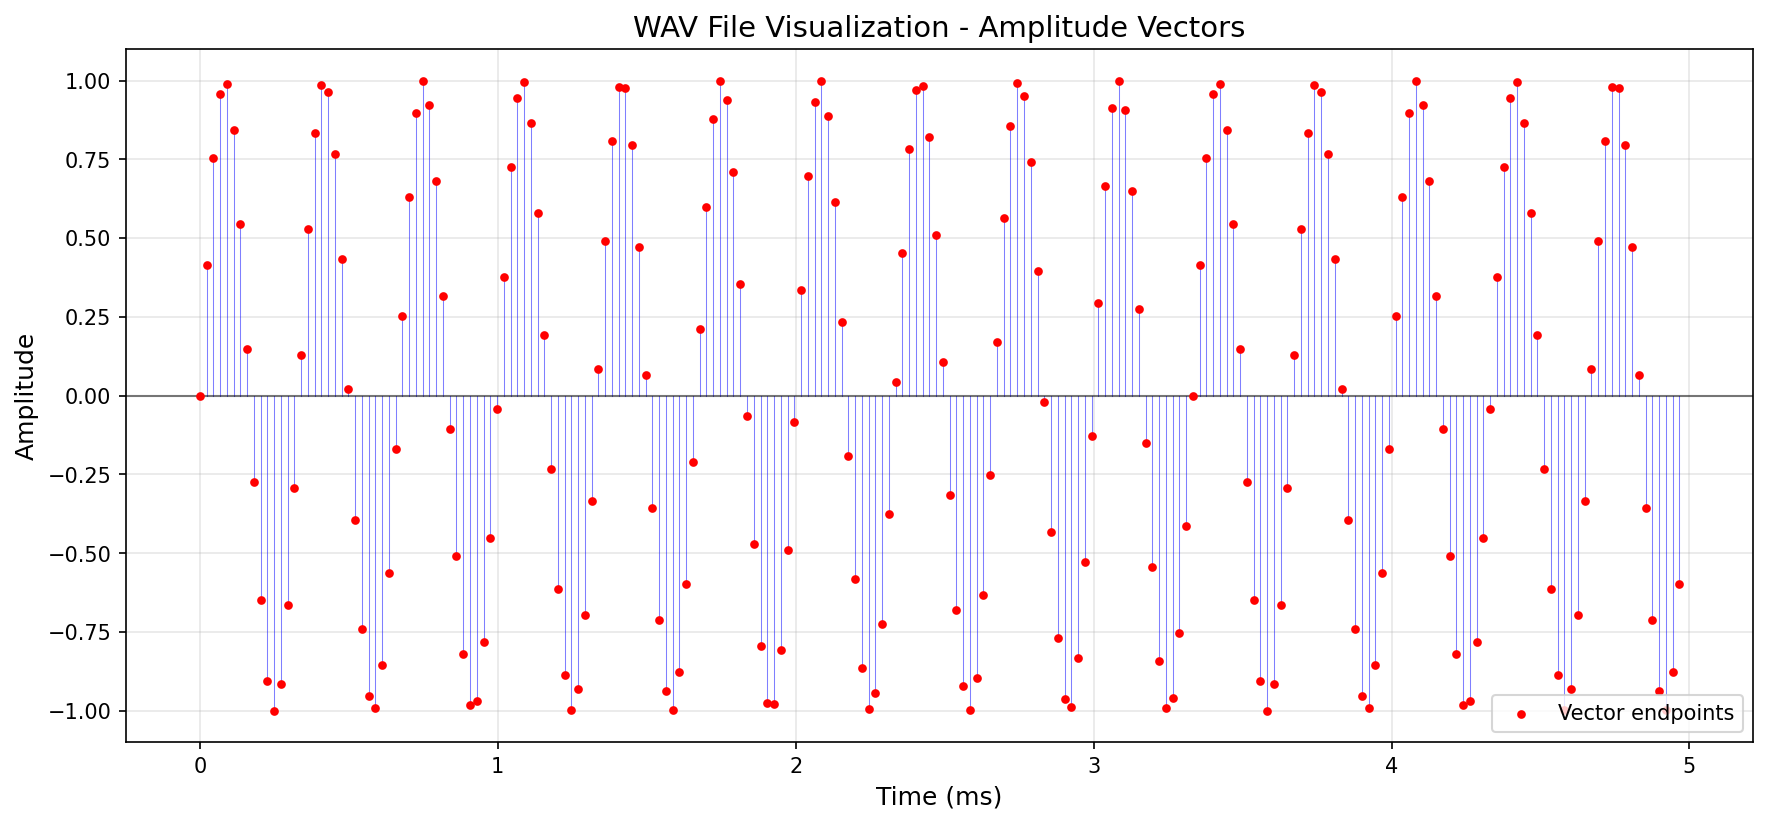 WAV File Visualization - Amplitude Vectors
Amplitude
1.00
0.75
0.50
0.25
0.00
−0.25
−0.50
−0.75
−1.00
Vector endpoints
0 1 2 3 4 5
Time (ms)